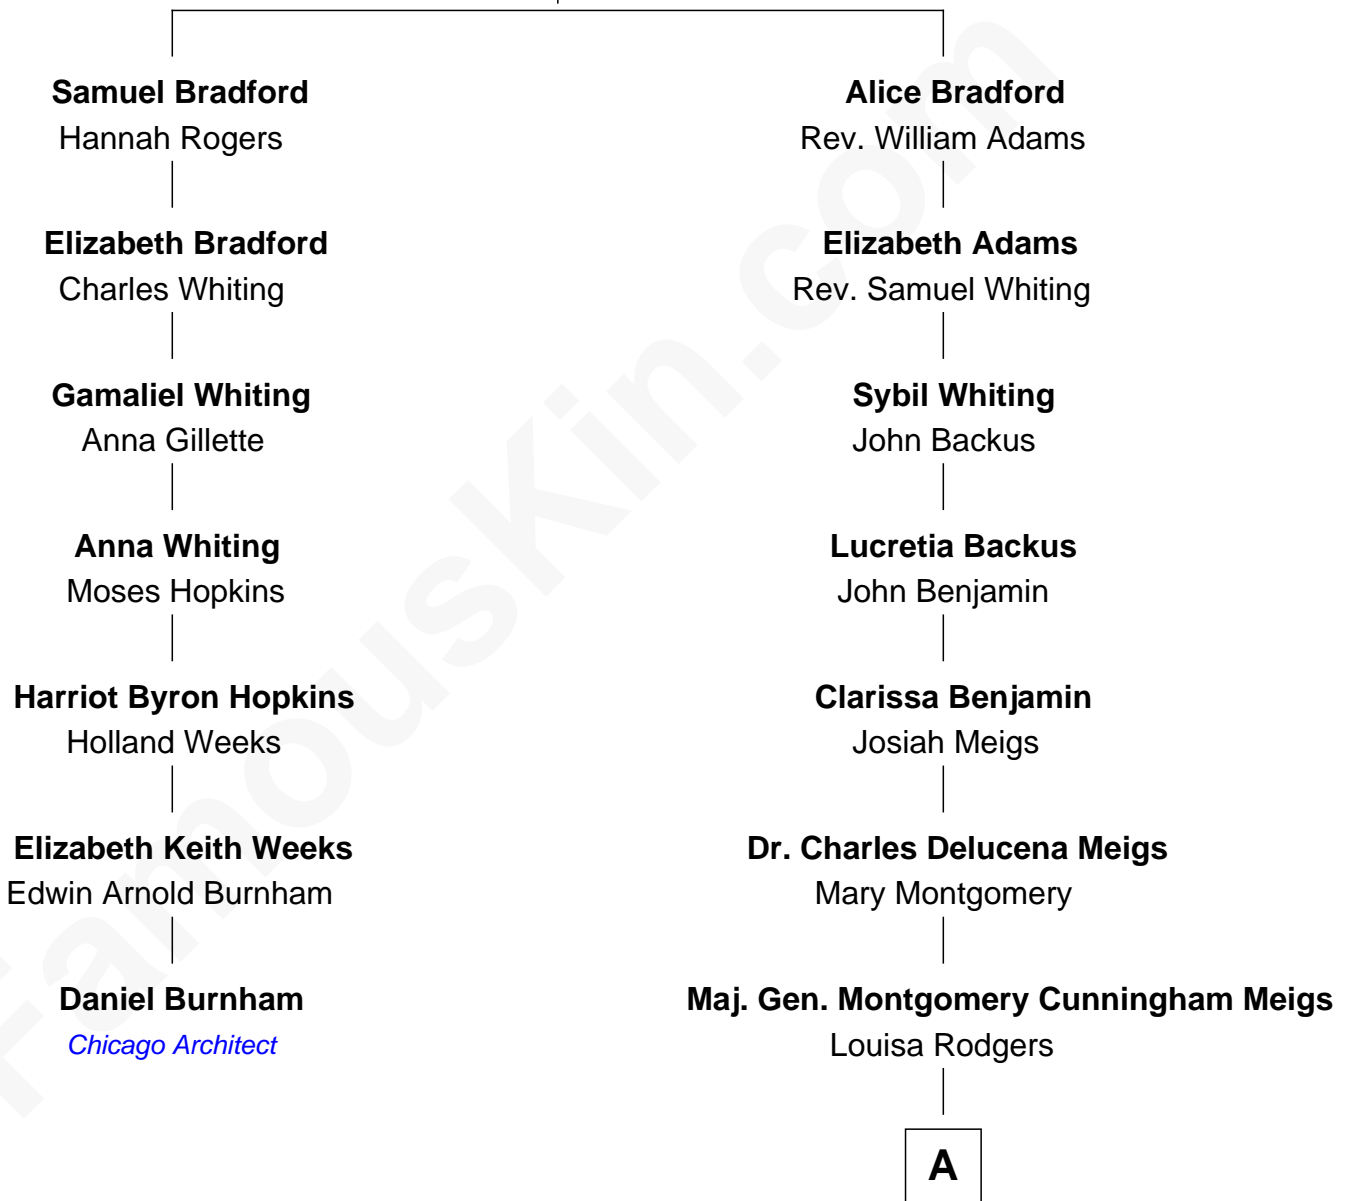 Samuel Bradford
Hannah Rogers
Elizabeth Bradford
Charles Whiting
Gamaliel Whiting
Anna Gillette
Anna Whiting
Moses Hopkins
Harriot Byron Hopkins
Holland Weeks
Elizabeth Keith Weeks
Edwin Arnold Burnham
Daniel Burnham
Chicago Architect
Alice Bradford
Rev. William Adams
Elizabeth Adams
Rev. Samuel Whiting
Sybil Whiting
John Backus
Lucretia Backus
John Benjamin
Clarissa Benjamin
Josiah Meigs
Dr. Charles Delucena Meigs
Mary Montgomery
Maj. Gen. Montgomery Cunningham Meigs
Louisa Rodgers
A
FamousKin.com